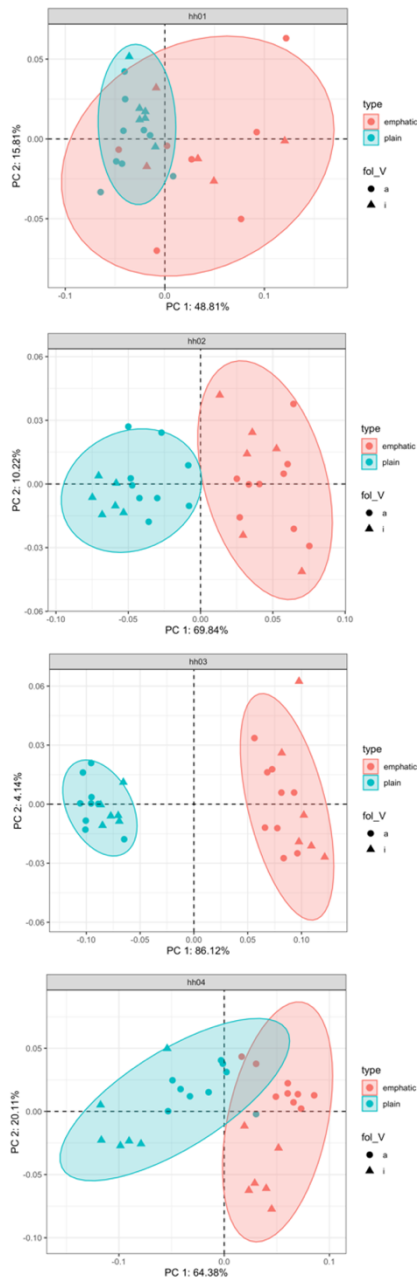 hh01
0.05
0.00
-0.05
PC 2: 15.81%
-0.1
0.0
0.1
PC 1: 48.81%
type
emphatic
plain
fol_V
a
i
hh02
0.06
0.03
0.00
-0.03
-0.06
PC 2: 10.22%
-0.10
-0.05
0.00
0.05
0.10
PC 1: 69.84%
type
emphatic
plain
fol_V
a
i
hh03
0.06
0.03
0.00
-0.03
-0.06
PC 2: 4.14%
-0.10
-0.05
0.00
0.05
0.10
PC 1: 86.12%
type
emphatic
plain
fol_V
a
i
hh04
0.05
0.00
-0.05
-0.10
PC 2: 20.11%
-0.1
0.0
0.1
PC 1: 64.38%
type
emphatic
plain
fol_V
a
i